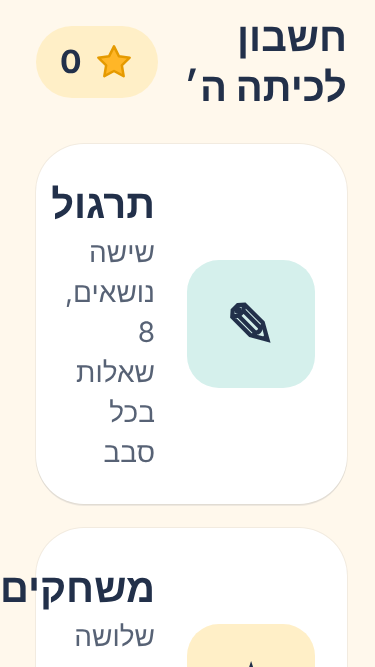 חשבון
לכיתה ה׳
0
תרגול
שישה
נושאים,
8
שאלות
בכל
סבב
משחקים
שלושה